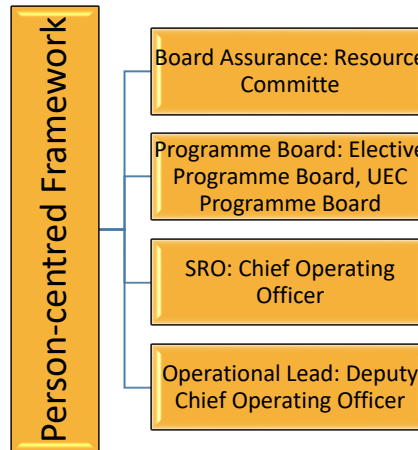 Person-centred Framework
Board Assurance: Resource
Committe
Programme Board: Elective
Programme Board, UEC
Programme Board
SRO: Chief Operating
Officer
Operational Lead: Deputy
Chief Operating Officer